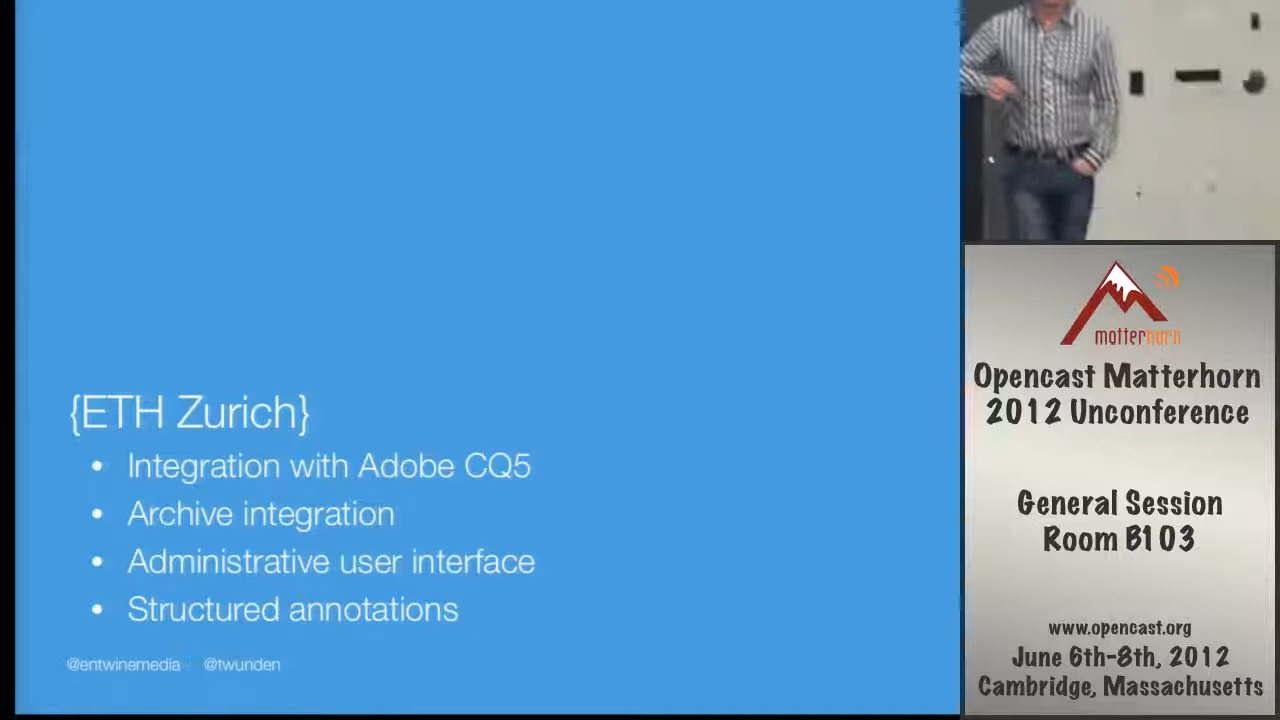 {ETH Zurich}
• Integration with Adobe CQ5
• Archive integration
• Administrative user interface
• Structured annotations
@entwinemedia / @twunden
matterhorn
Opencast Matterhorn
2012 Unconference
General Session
Room B103
www.opencast.org
June 6th-8th, 2012
Cambridge, Massachusetts